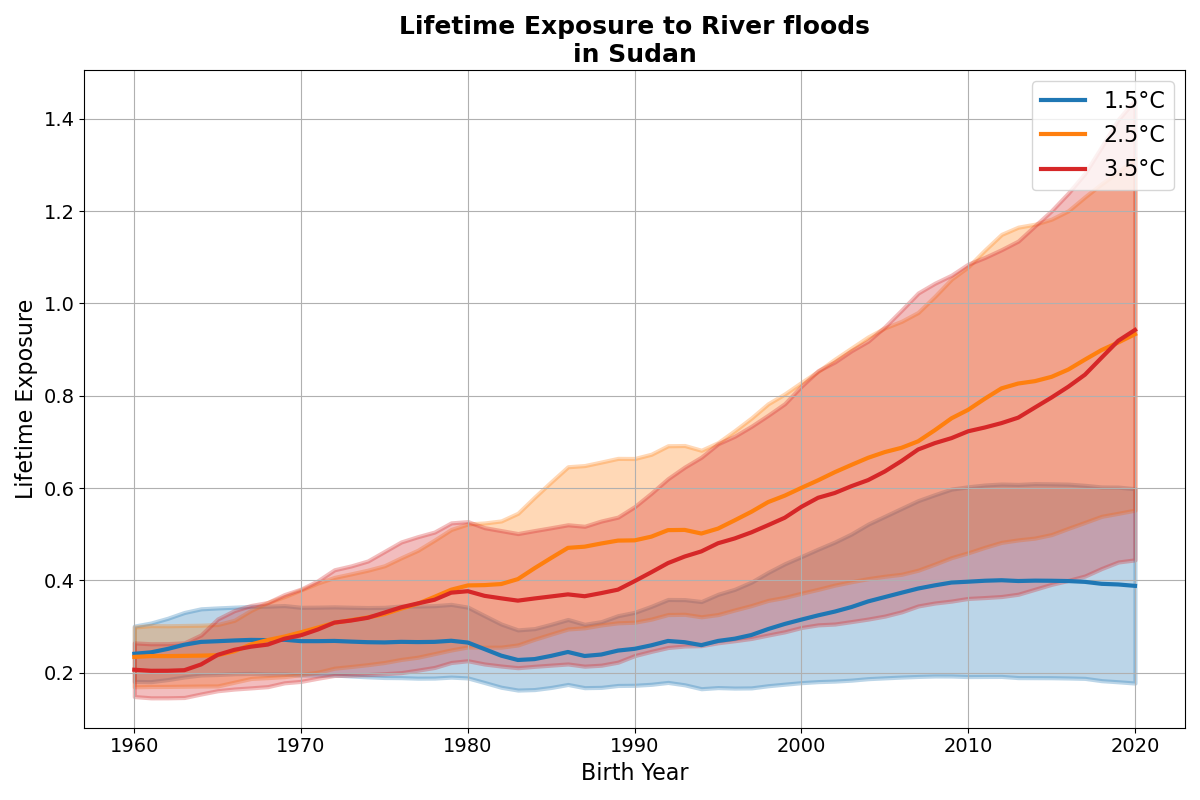 Lifetime Exposure to River floods
in Sudan
1.5°C
2.5°C
3.5°C
Lifetime Exposure
1.4
1.2
1.0
0.8
0.6
0.4
0.2
1960 1970 1980 1990 2000 2010 2020
Birth Year